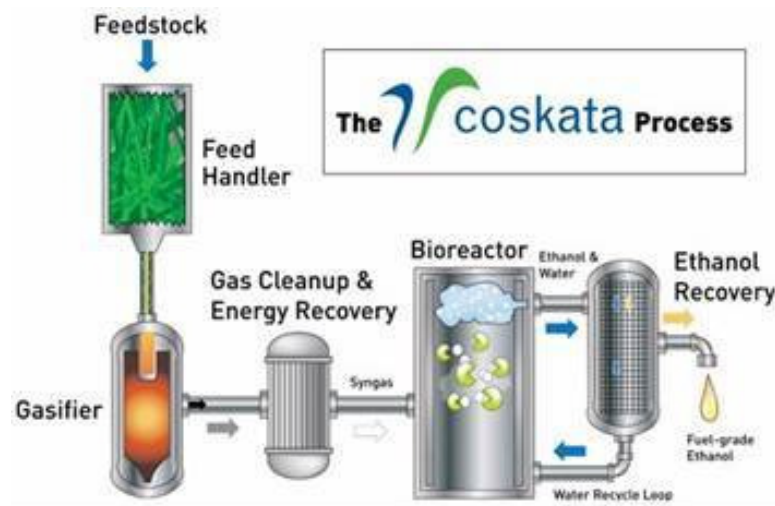 Feedstock
The coskata Process
Feed
Handler
Bioreactor
Ethanol &
Water
Ethanol
Recovery
Gas Cleanup &
Energy Recovery
Gasifier
Syngas
Fuel-grade
Ethanol
Water Recycle Loop